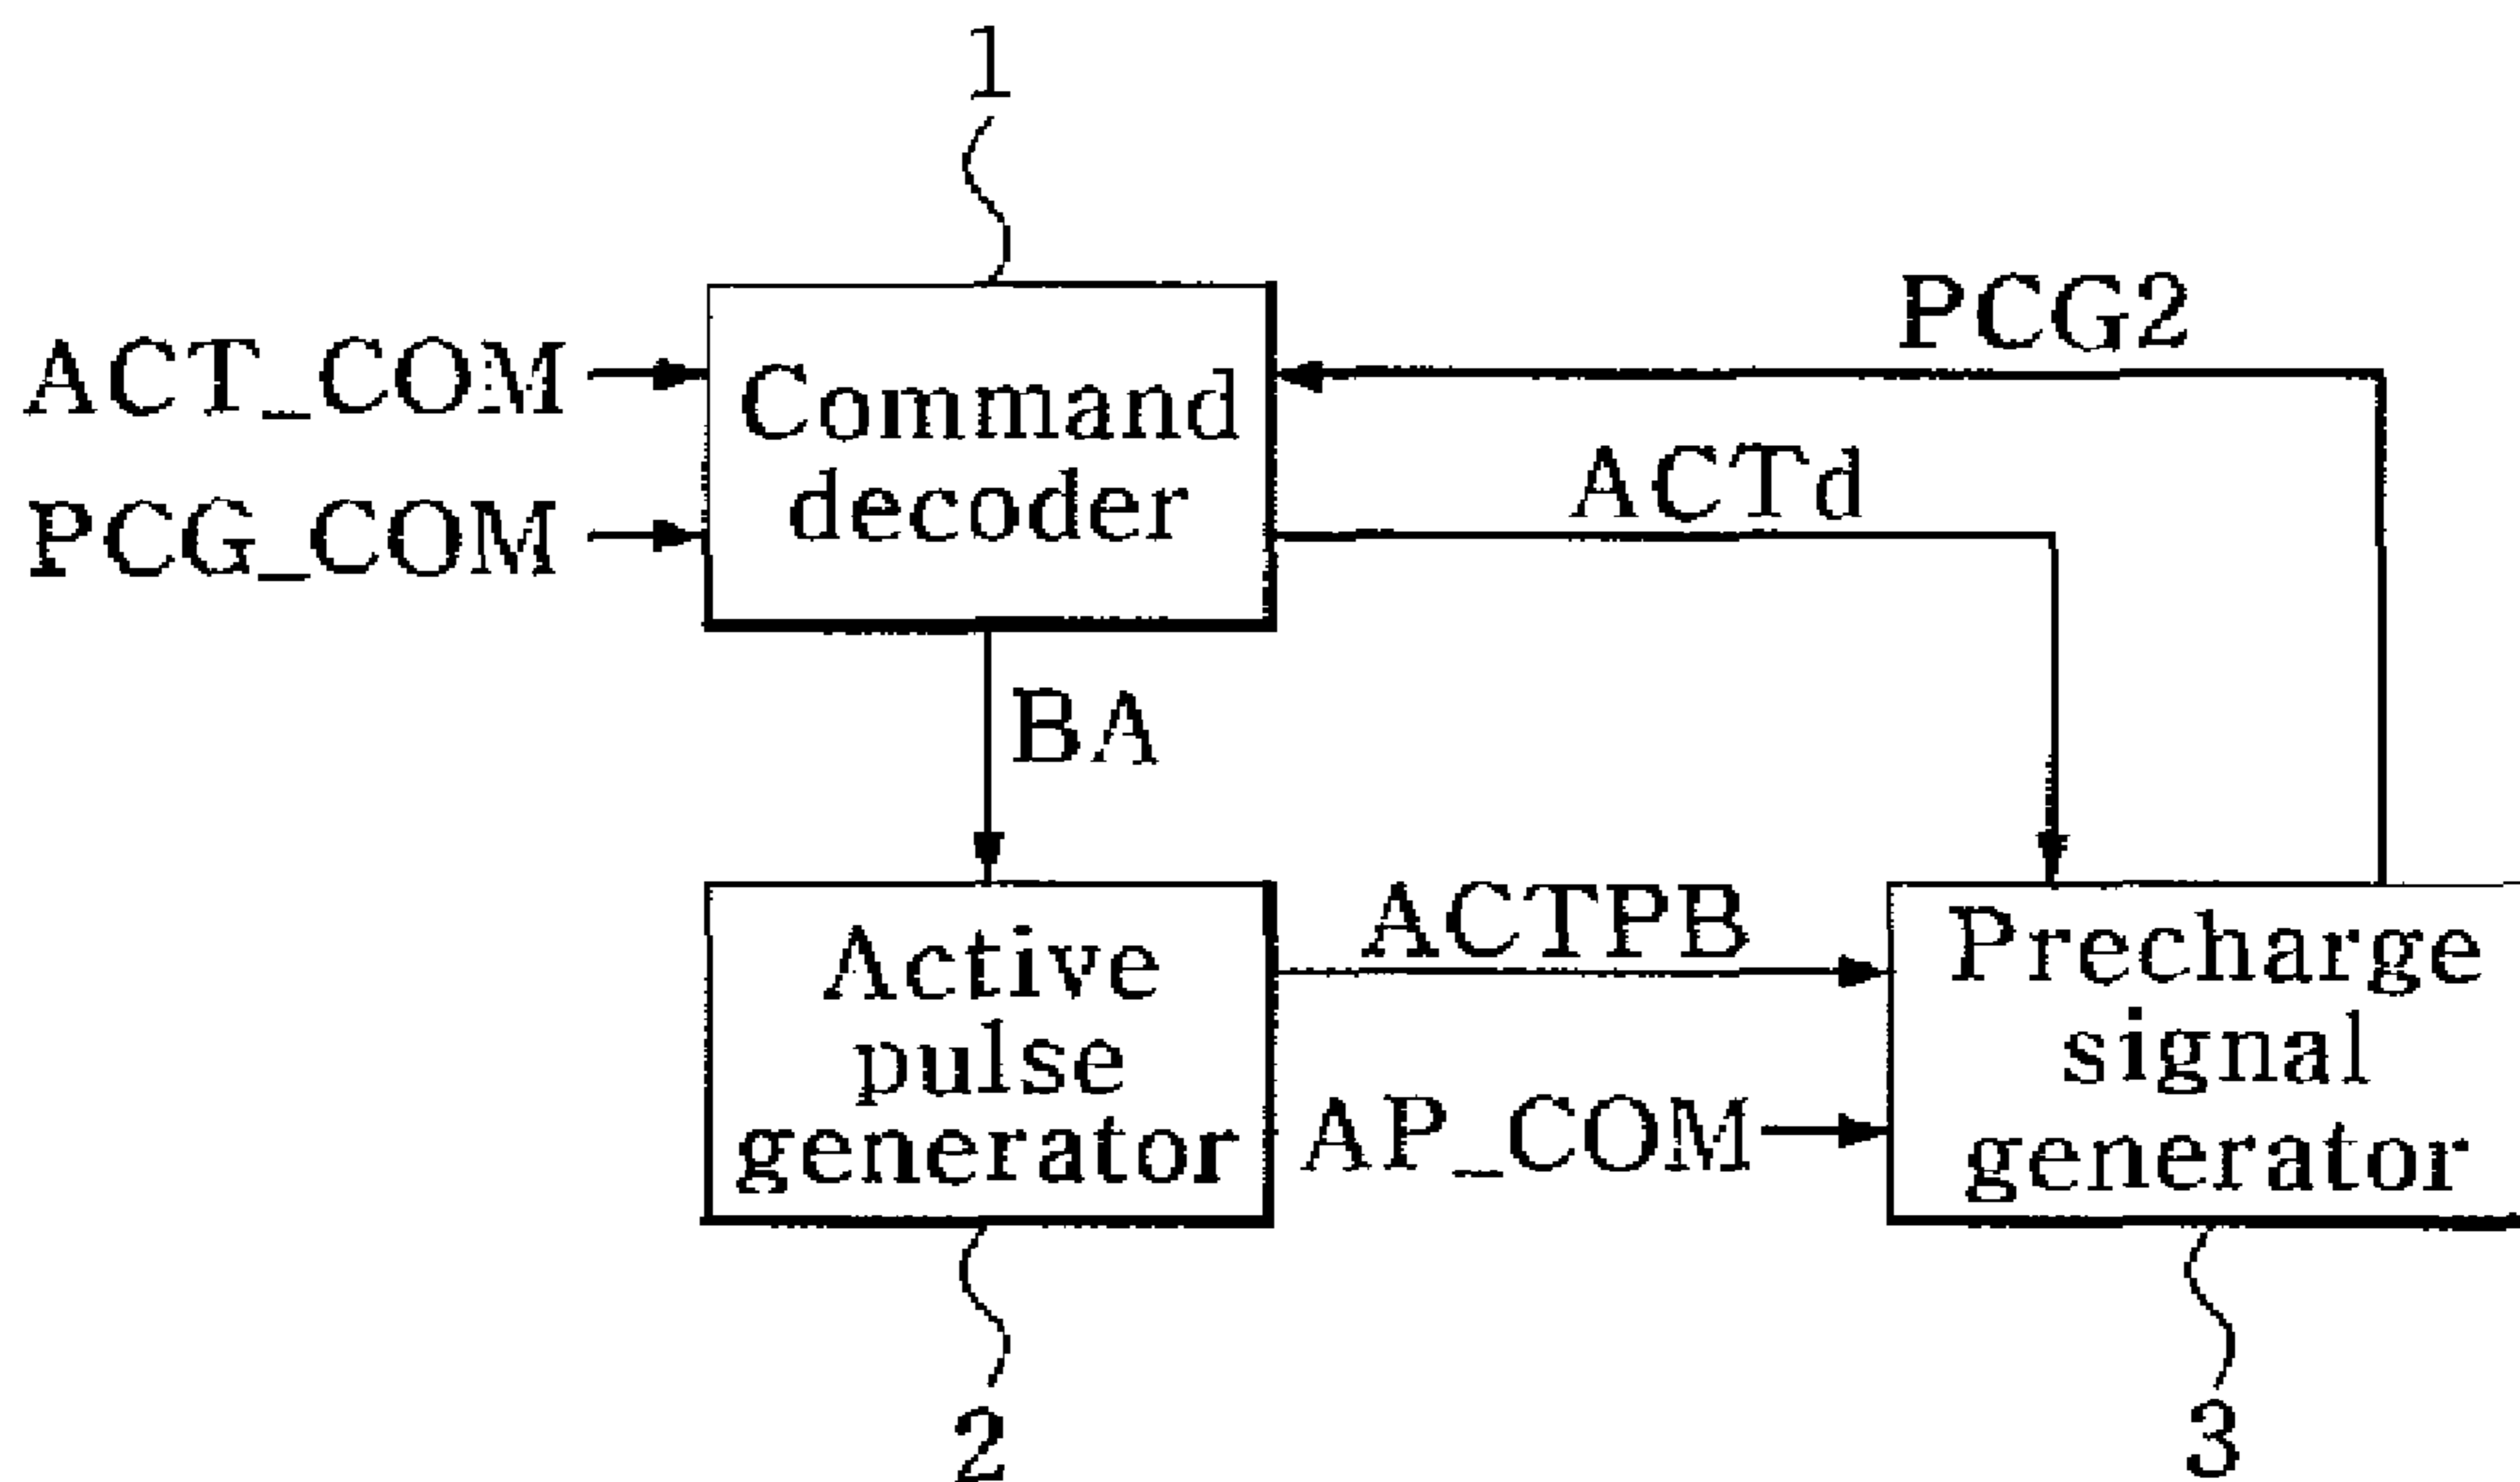 1
PCG2
ACT_COM
Command
decoder
ACTd
PCG_COM
BA
Active
pulse
generator
ACTPB
AP_COM
Precharge
signal
generator
2
3